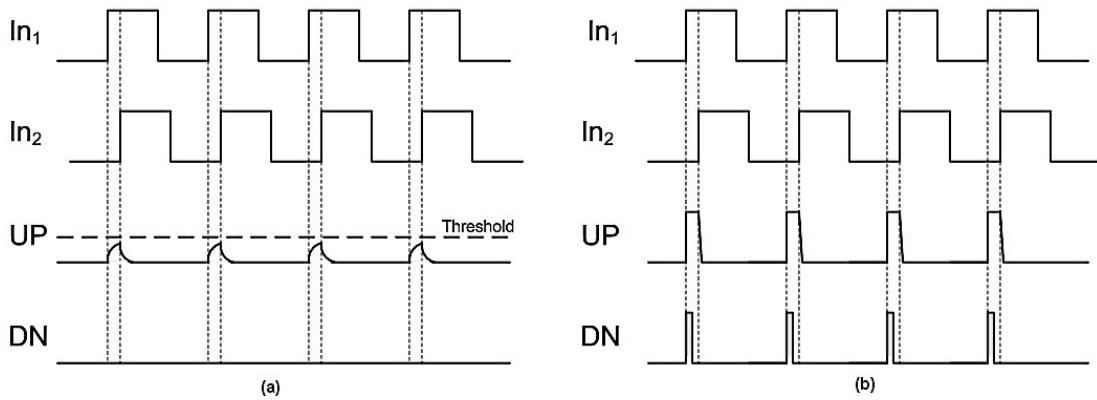 In₁
In₂
UP
Threshold
DN
(a)
In₁
In₂
UP
DN
(b)